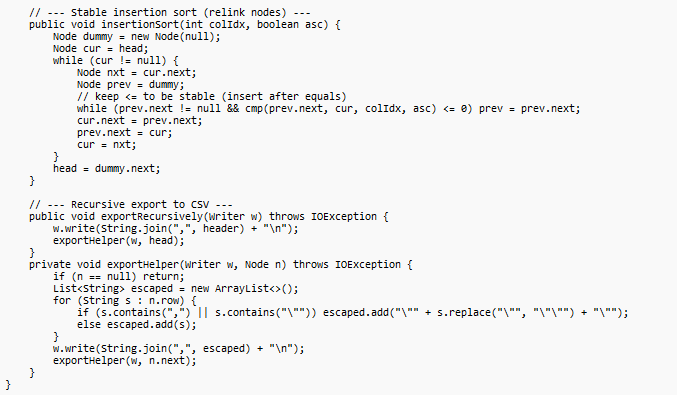 // --- Stable insertion sort (relink nodes) ---
public void insertionSort(int colIdx, boolean asc) {
Node dummy = new Node(null);
Node cur = head;
while (cur != null) {
Node nxt = cur.next;
Node prev = dummy;
// keep <= to be stable (insert after equals)
while (prev.next != null && cmp(prev.next, cur, colIdx, asc) <= 0) prev = prev.next;
cur.next = prev.next;
prev.next = cur;
cur = nxt;
}
head = dummy.next;
}
// --- Recursive export to CSV ---
public void exportRecursively(Writer w) throws IOException {
w.write(String.join(",", header) + "\n");
exportHelper(w, head);
}
private void exportHelper(Writer w, Node n) throws IOException {
if (n == null) return;
List<String> escaped = new ArrayList<>();
for (String s : n.row) {
if (s.contains(",") || s.contains("\"")) escaped.add("\"" + s.replace("\"", "\"\"") + "\"");
else escaped.add(s);
}
w.write(String.join(",", escaped) + "\n");
exportHelper(w, n.next);
}
}